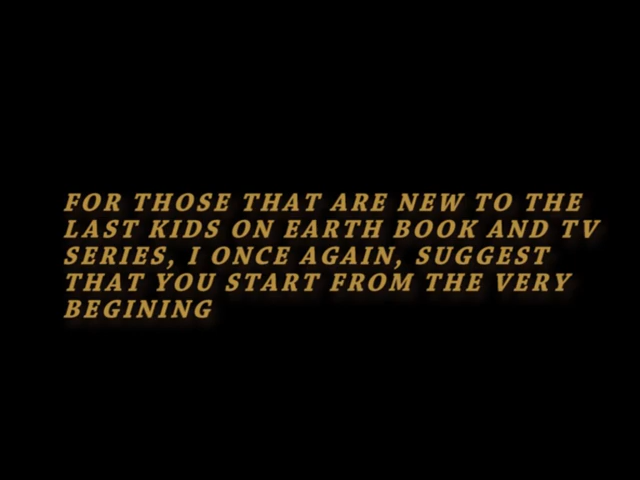 FOR THOSE THAT ARE NEW TO THE
LAST KIDS ON EARTH BOOK AND TV
SERIES, I ONCE AGAIN, SUGGEST
THAT YOU START FROM THE VERY
BEGINING